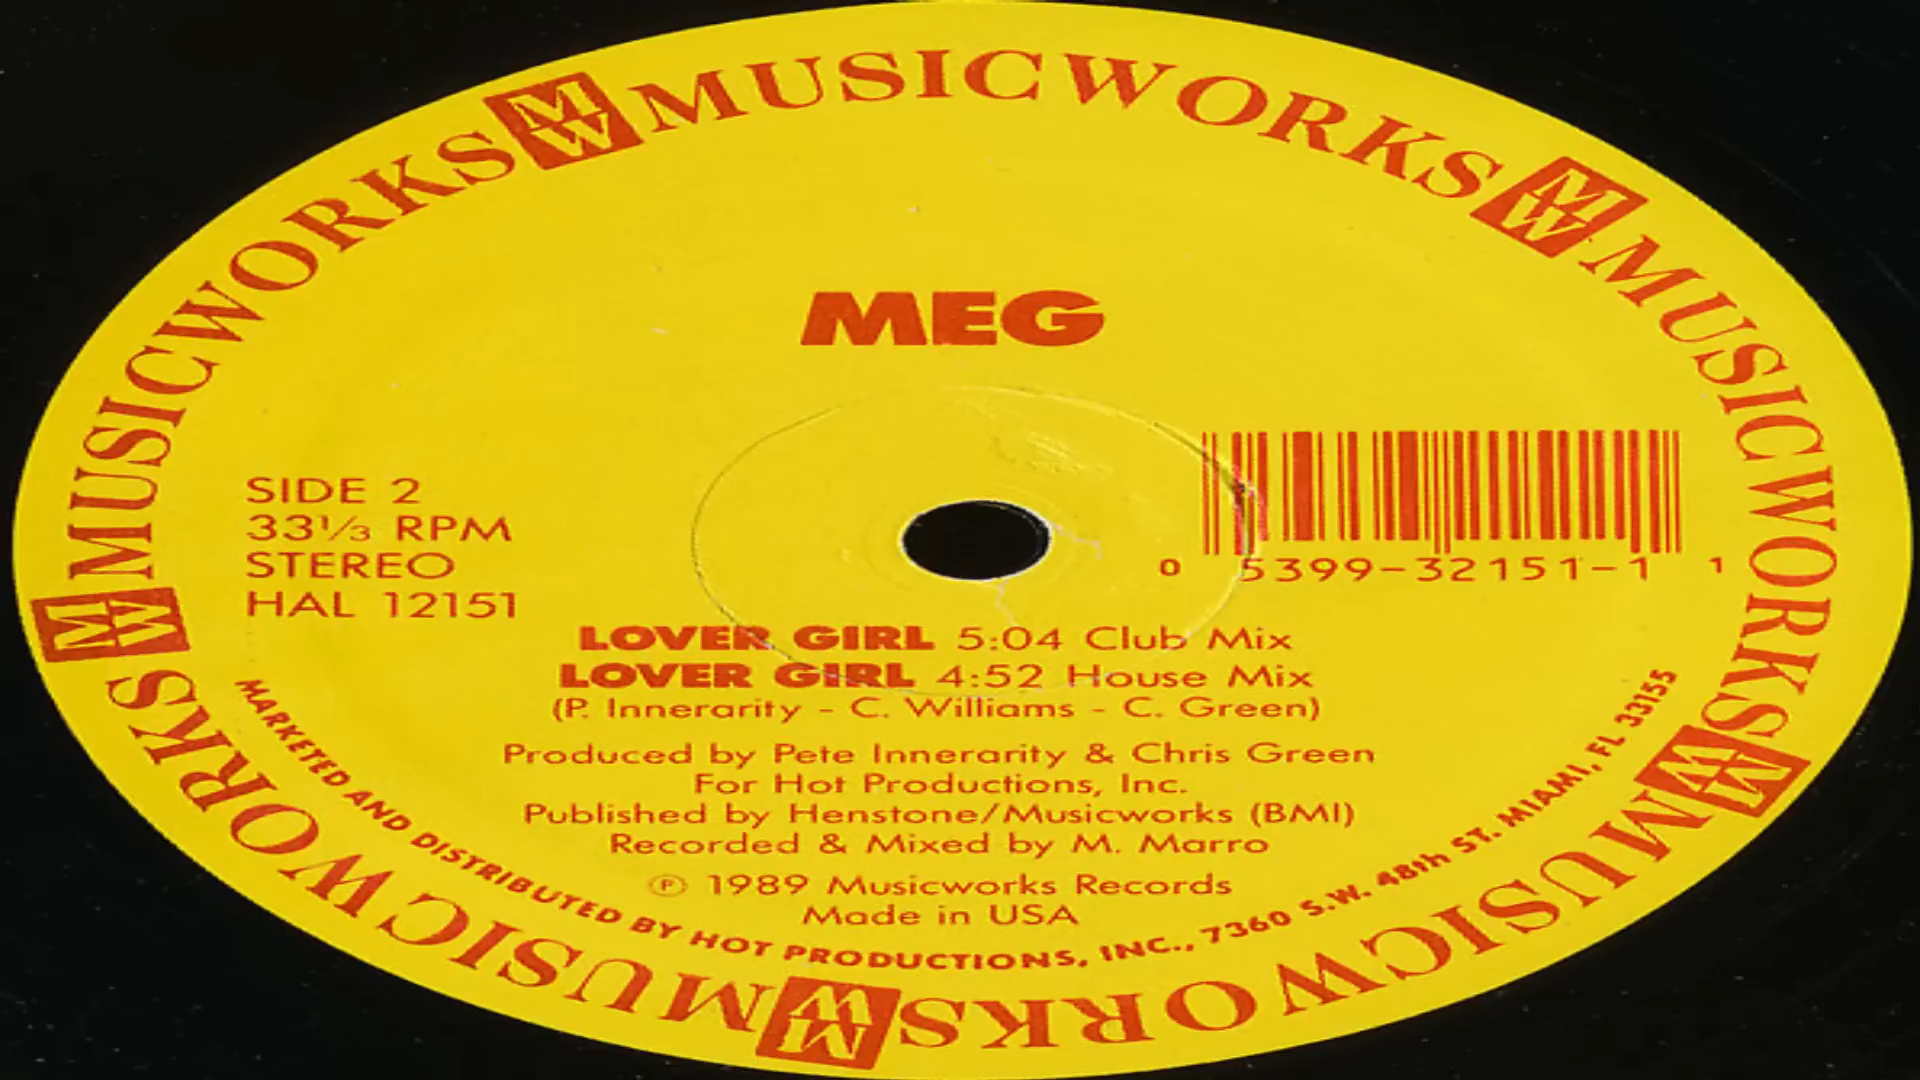 MUSICWORKS MW MUSICWORKS MW MUSICWORKS MW MUSICWORKS MW MUSICWORKS MW
MEG
SIDE 2
33⅓ RPM
STEREO
HAL 12151
0 5399-32151-1 1
LOVER GIRL 5:04 Club Mix
LOVER GIRL 4:52 House Mix
(P. Innerarity - C. Williams - C. Green)
Produced by Pete Innerarity & Chris Green
For Hot Productions, Inc.
Published by Henstone/Musicworks (BMI)
Recorded & Mixed by M. Marro
℗ 1989 Musicworks Records
Made in USA
MARKETED AND DISTRIBUTED BY HOT PRODUCTIONS, INC., 7360 S.W. 48th ST. MIAMI, FL 33155